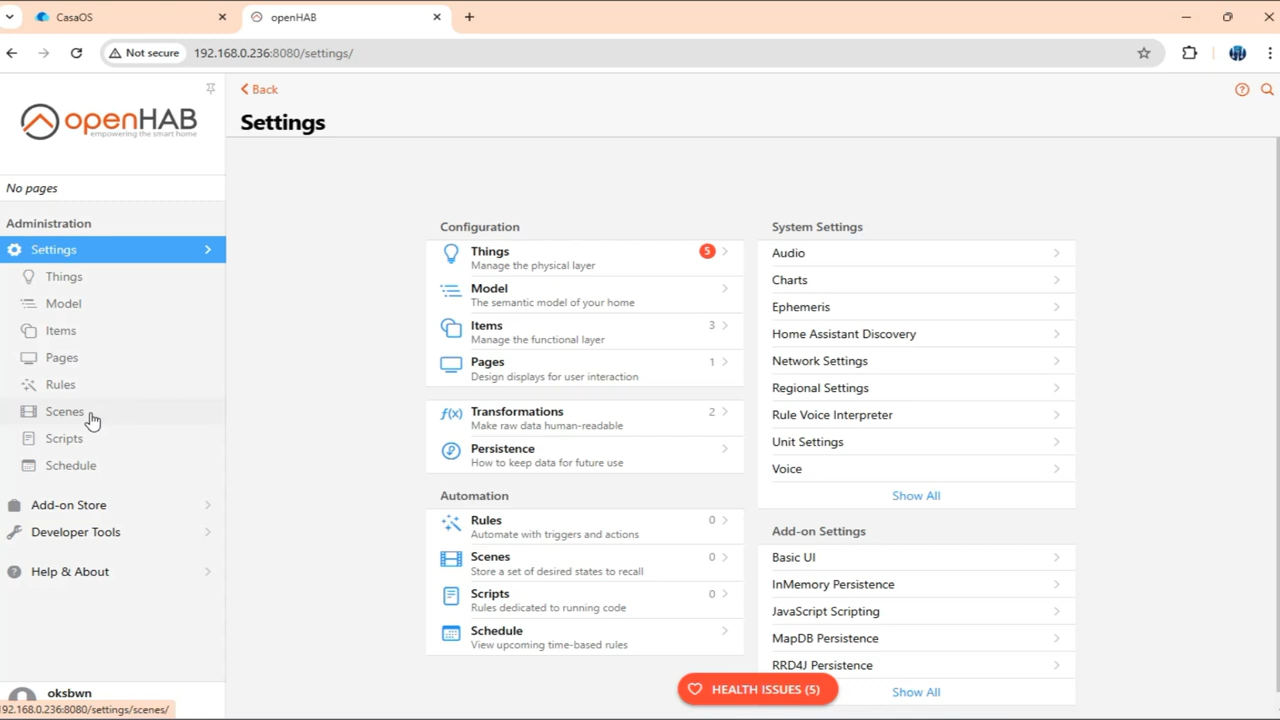 CasaOS
openHAB
Not secure
192.168.0.236:8080/settings/
openHAB
empowering the smart home
No pages
Administration
Settings
Things
Model
Items
Pages
Rules
Scenes
Scripts
Schedule
Add-on Store
Developer Tools
Help & About
oksbwn
192.168.0.236:8080/settings/scenes/
Back
Settings
Configuration
Things 5
Manage the physical layer
Model
The semantic model of your home
Items 3
Manage the functional layer
Pages 1
Design displays for user interaction
f(x) Transformations 2
Make raw data human-readable
Persistence
How to keep data for future use
Automation
Rules 0
Automate with triggers and actions
Scenes 0
Store a set of desired states to recall
Scripts 0
Rules dedicated to running code
Schedule
View upcoming time-based rules
System Settings
Audio
Charts
Ephemeris
Home Assistant Discovery
Network Settings
Regional Settings
Rule Voice Interpreter
Unit Settings
Voice
Show All
Add-on Settings
Basic UI
InMemory Persistence
JavaScript Scripting
MapDB Persistence
RRD4J Persistence
Show All
HEALTH ISSUES (5)